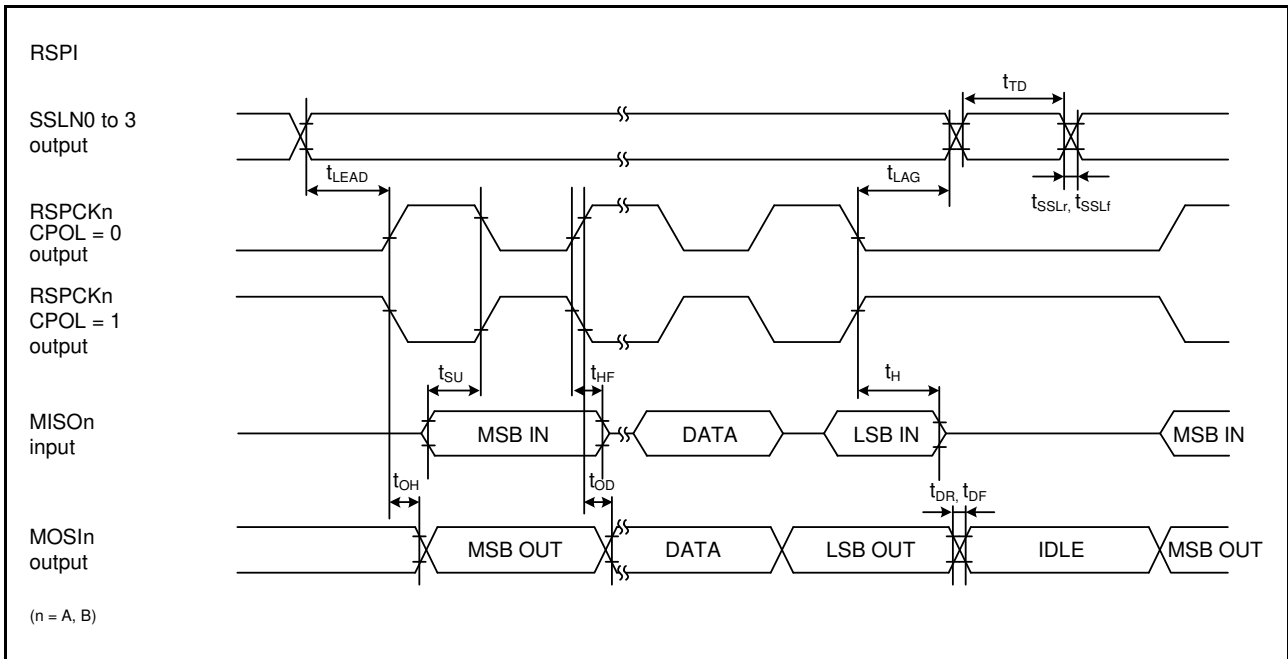 RSPI
SSLN0 to 3
output
tTD
tLEAD
tLAG
tSSLr, tSSLf
RSPCKn
CPOL = 0
output
RSPCKn
CPOL = 1
output
tSU
tHF
tH
MISOn
input
MSB IN
DATA
LSB IN
MSB IN
tOH
tOD
tDR, tDF
MOSIn
output
MSB OUT
DATA
LSB OUT
IDLE
MSB OUT
(n = A, B)